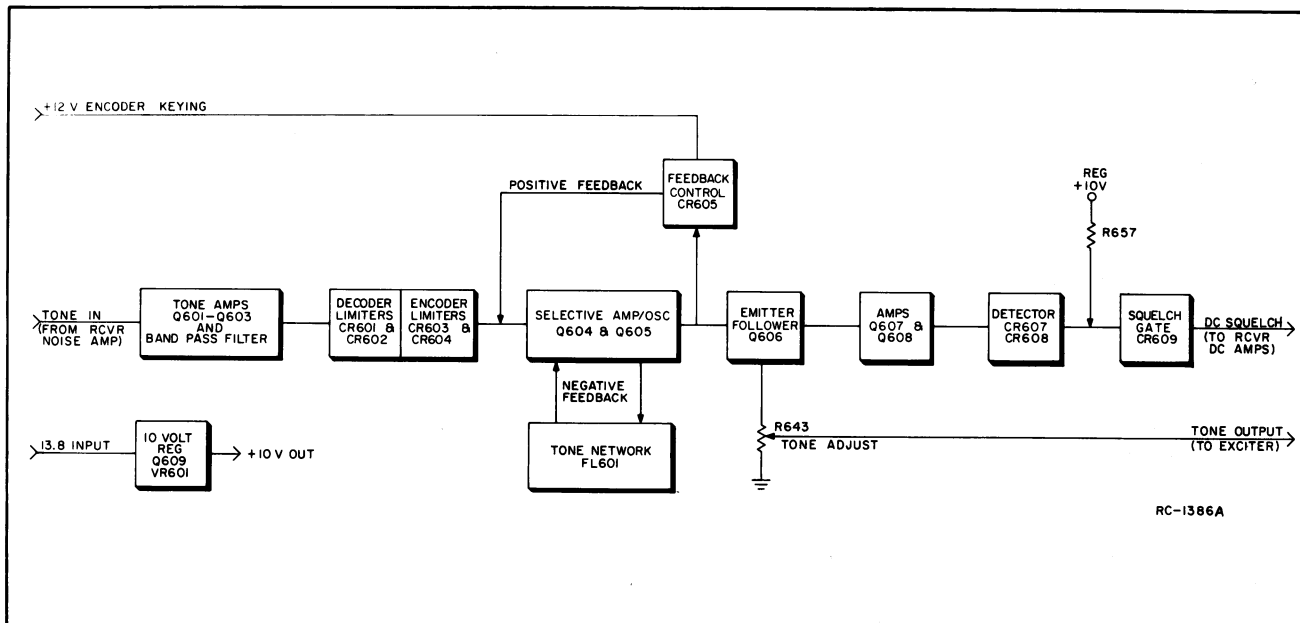 +12 V ENCODER KEYING
FEEDBACK
CONTROL
CR605
POSITIVE FEEDBACK
REG
+10V
R657
TONE IN
(FROM RCVR
NOISE AMP)
TONE AMPS
Q601-Q603
AND
BAND PASS FILTER
DECODER
LIMITERS
CR601 &
CR602
ENCODER
LIMITERS
CR603 &
CR604
SELECTIVE AMP/OSC
Q604 & Q605
EMITTER
FOLLOWER
Q606
AMPS
Q607 &
Q608
DETECTOR
CR607
CR608
SQUELCH
GATE
CR609
DC SQUELCH
(TO RCVR
DC AMPS)
NEGATIVE
FEEDBACK
TONE NETWORK
FL601
R643
TONE ADJUST
TONE OUTPUT
(TO EXCITER)
13.8 INPUT
10 VOLT
REG
Q609
VR601
+10 V OUT
RC-1386A